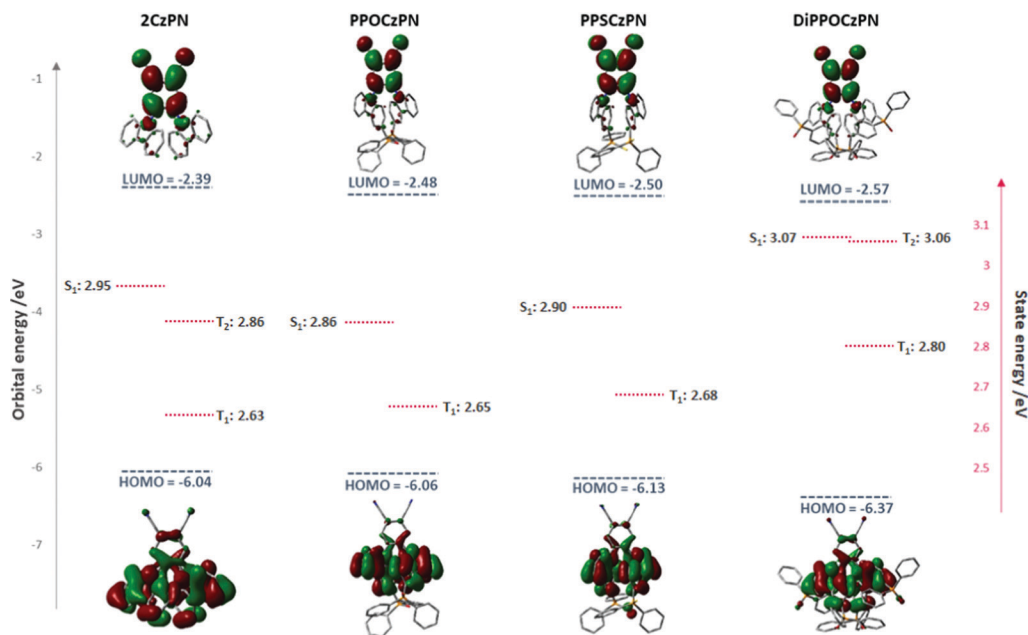 2CzPN
PPOCzPN
PPSCzPN
DiPPOCzPN
-1
-2
-3
-4
-5
-6
-7
Orbital energy /eV
LUMO = -2.39
LUMO = -2.48
LUMO = -2.50
LUMO = -2.57
S₁: 2.95
T₂: 2.86
T₁: 2.63
S₁: 2.86
T₁: 2.65
S₁: 2.90
T₁: 2.68
S₁: 3.07
T₂: 3.06
T₁: 2.80
HOMO = -6.04
HOMO = -6.06
HOMO = -6.13
HOMO = -6.37
3.1
3
2.9
2.8
2.7
2.6
2.5
State energy /eV